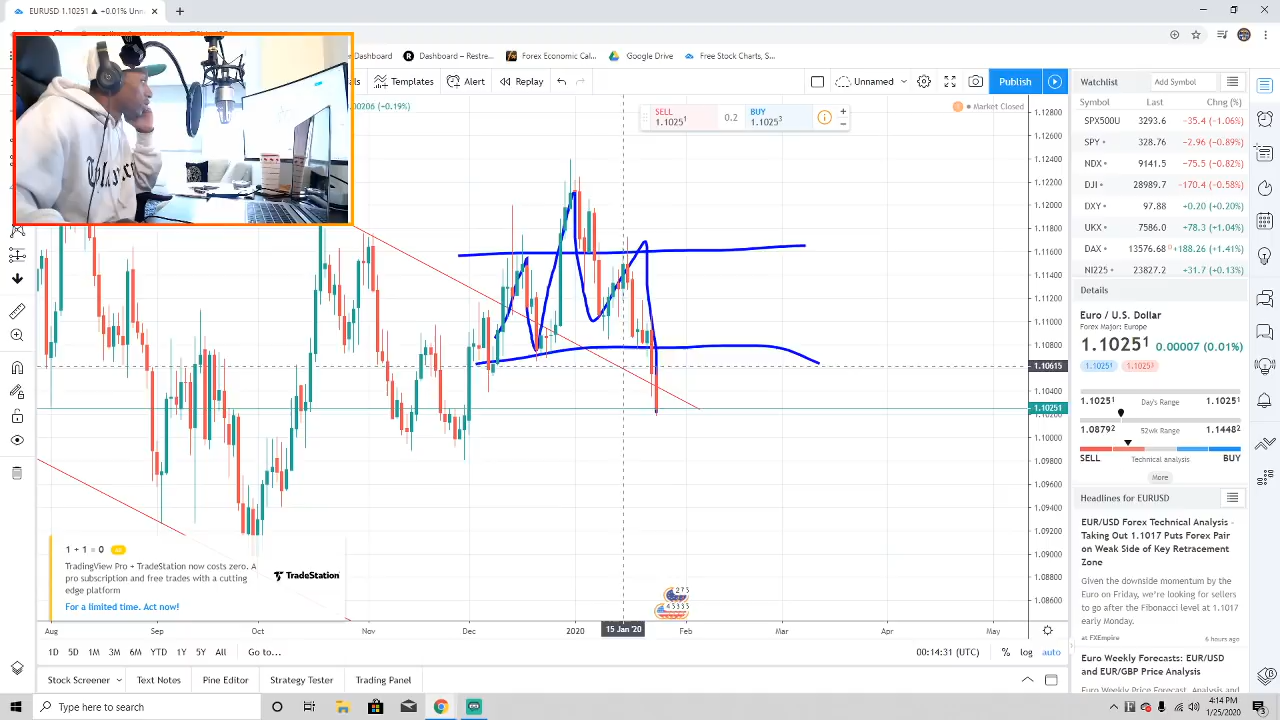 EURUSD 1.10251 ▲ +0.01% Un
Dashboard
Dashboard – Restre...
Forex Economic Cal...
Google Drive
Free Stock Charts, S...
Templates
Alert
Replay
Unnamed
Publish
.00206 (−0.19%)
SELL
1.1025¹
0.2
BUY
1.1025³
Market Closed
1.12800
1.12600
1.12400
1.12200
1.12000
1.11800
1.11600
1.11400
1.11200
1.11000
1.10800
1.10615
1.10400
1.10251
1.10000
1.09800
1.09600
1.09400
1.09200
1.09000
1.08800
1.08600
Watchlist
Add Symbol
Symbol Last Chng (%)
SPX500U 3293.6 −35.4 (−1.06%)
SPY 328.76 −2.96 (−0.89%)
NDX 9141.5 −75.5 (−0.82%)
DJI 28989.7 −170.4 (−0.58%)
DXY 97.88 +0.20 (+0.20%)
UKX 7586.0 +78.3 (+1.04%)
DAX 13576.68 +188.26 (+1.41%)
NI225 23827.2 +31.7 (+0.13%)
Details
Euro / U.S. Dollar
Forex Major: Europe
1.1025¹ 0.00007 (0.01%)
1.1025¹ 1.1025³
1.1025¹ Day's Range 1.1025¹
1.0879² 52wk Range 1.1448²
SELL Technical analysis BUY
More
Headlines for EURUSD
EUR/USD Forex Technical Analysis -
Taking Out 1.1017 Puts Forex Pair
on Weak Side of Key Retracement
Zone
Given the downside momentum by the
Euro on Friday, we're looking for sellers
to go after the Fibonacci level at 1.1017
early Monday.
at FXEmpire 6 hours ago
Euro Weekly Forecasts: EUR/USD
and EUR/GBP Price Analysis
1 + 1 = 0
TradingView Pro + TradeStation now costs zero. A
pro subscription and free trades with a cutting
edge platform
For a limited time. Act now!
TradeStation
Aug Sep Oct Nov Dec 2020 15 Jan '20 Feb Mar Apr May
1D 5D 1M 3M 6M YTD 1Y 5Y All Go to...
00:14:31 (UTC) % log auto
Stock Screener Text Notes Pine Editor Strategy Tester Trading Panel
Type here to search
4:14 PM
1/25/2020